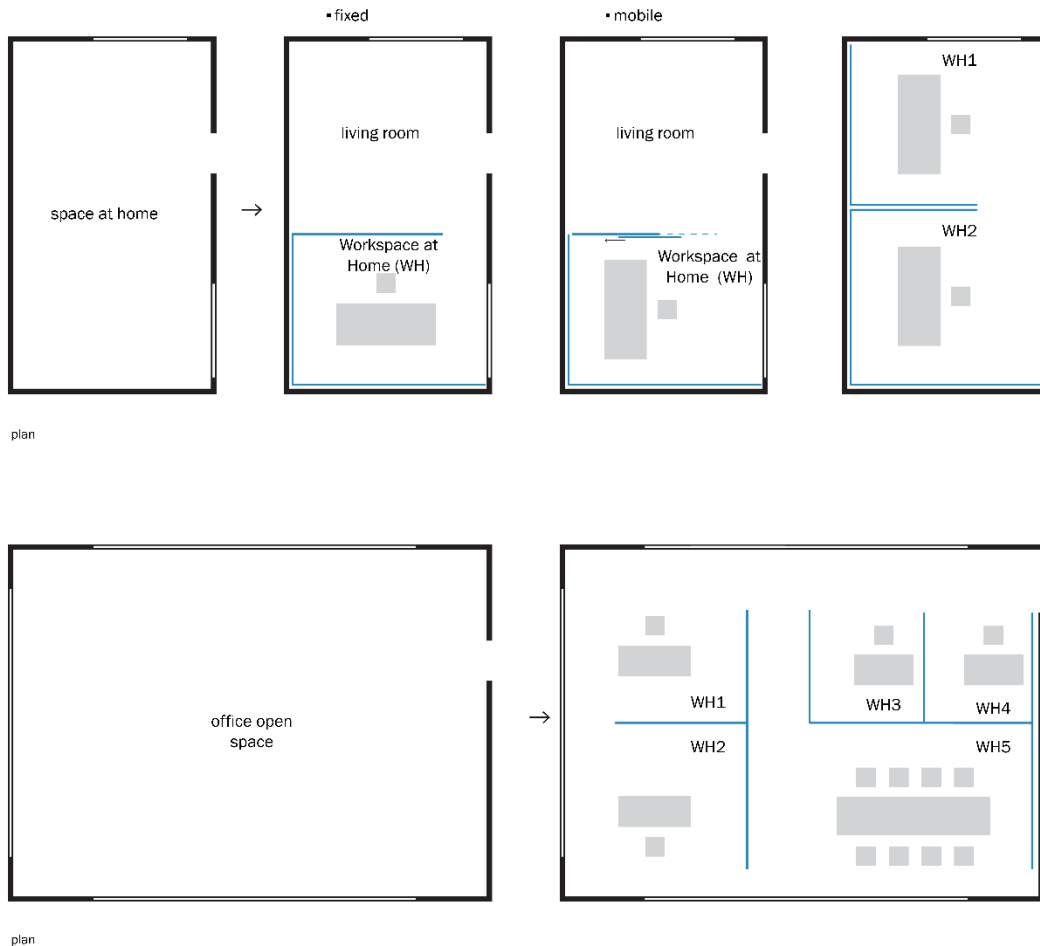 ▪ fixed
▪ mobile
space at home
→
living room
Workspace at
Home (WH)
living room
Workspace at
Home (WH)
WH1
WH2
plan
office open
space
→
WH1
WH2
WH3
WH4
WH5
plan